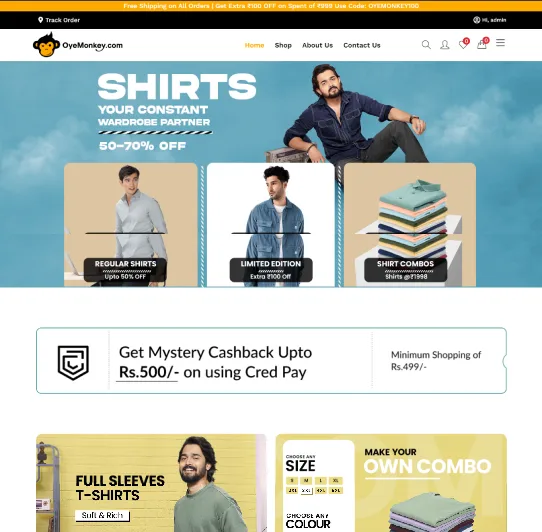 Free Shipping on All Orders | Get Extra ₹100 OFF on Spent of ₹999 Use Code: OYEMONKEY100
Track Order
Hi, admin
OyeMonkey.com
Home
Shop
About Us
Contact Us
0
0
SHIRTS
YOUR CONSTANT
WARDROBE PARTNER
50-70% OFF
REGULAR SHIRTS
Upto 50% OFF
LIMITED EDITION
Extra ₹100 Off
SHIRT COMBOS
Shirts @₹1998
Get Mystery Cashback Upto
Rs.500/- on using Cred Pay
Minimum Shopping of
Rs.499/-
FULL SLEEVES
T-SHIRTS
Soft & Rich
CHOOSE ANY
SIZE
S M L XL
2XL 3XL 4XL 5XL
CHOOSE ANY
COLOUR
MAKE YOUR
OWN COMBO